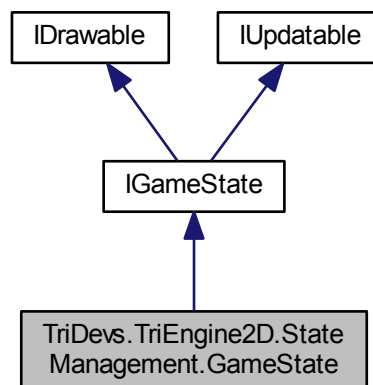 IDrawable
IUpdatable
IGameState
TriDevs.TriEngine2D.State
Management.GameState